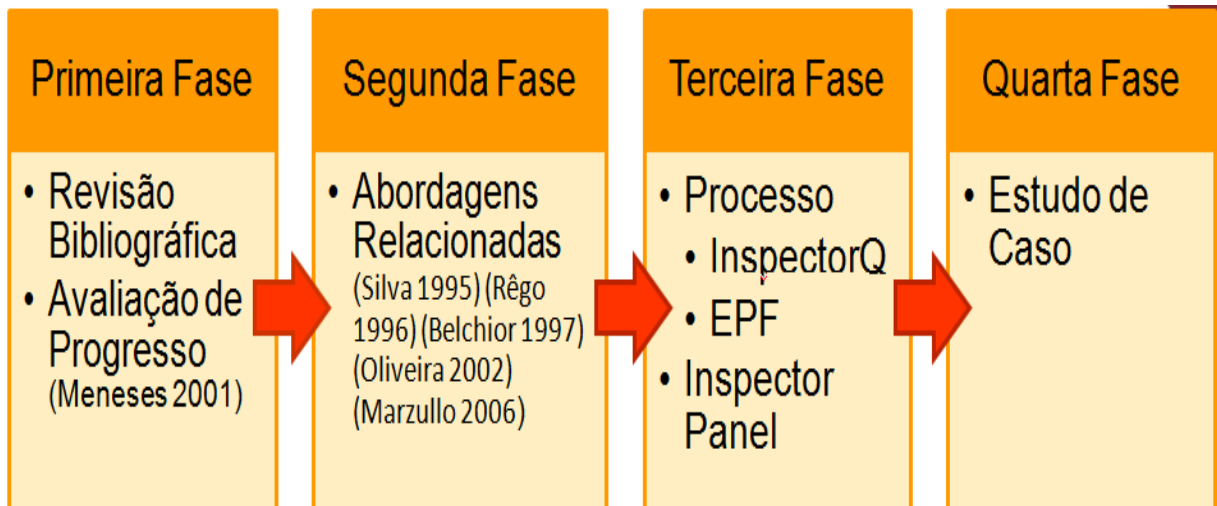 Primeira Fase
• Revisão
Bibliográfica
• Avaliação de
Progresso
(Meneses 2001)
Segunda Fase
• Abordagens
Relacionadas
(Silva 1995) (Rêgo
1996) (Belchior 1997)
(Oliveira 2002)
(Marzullo 2006)
Terceira Fase
• Processo
• InspectorQ
• EPF
• Inspector
Panel
Quarta Fase
• Estudo de
Caso